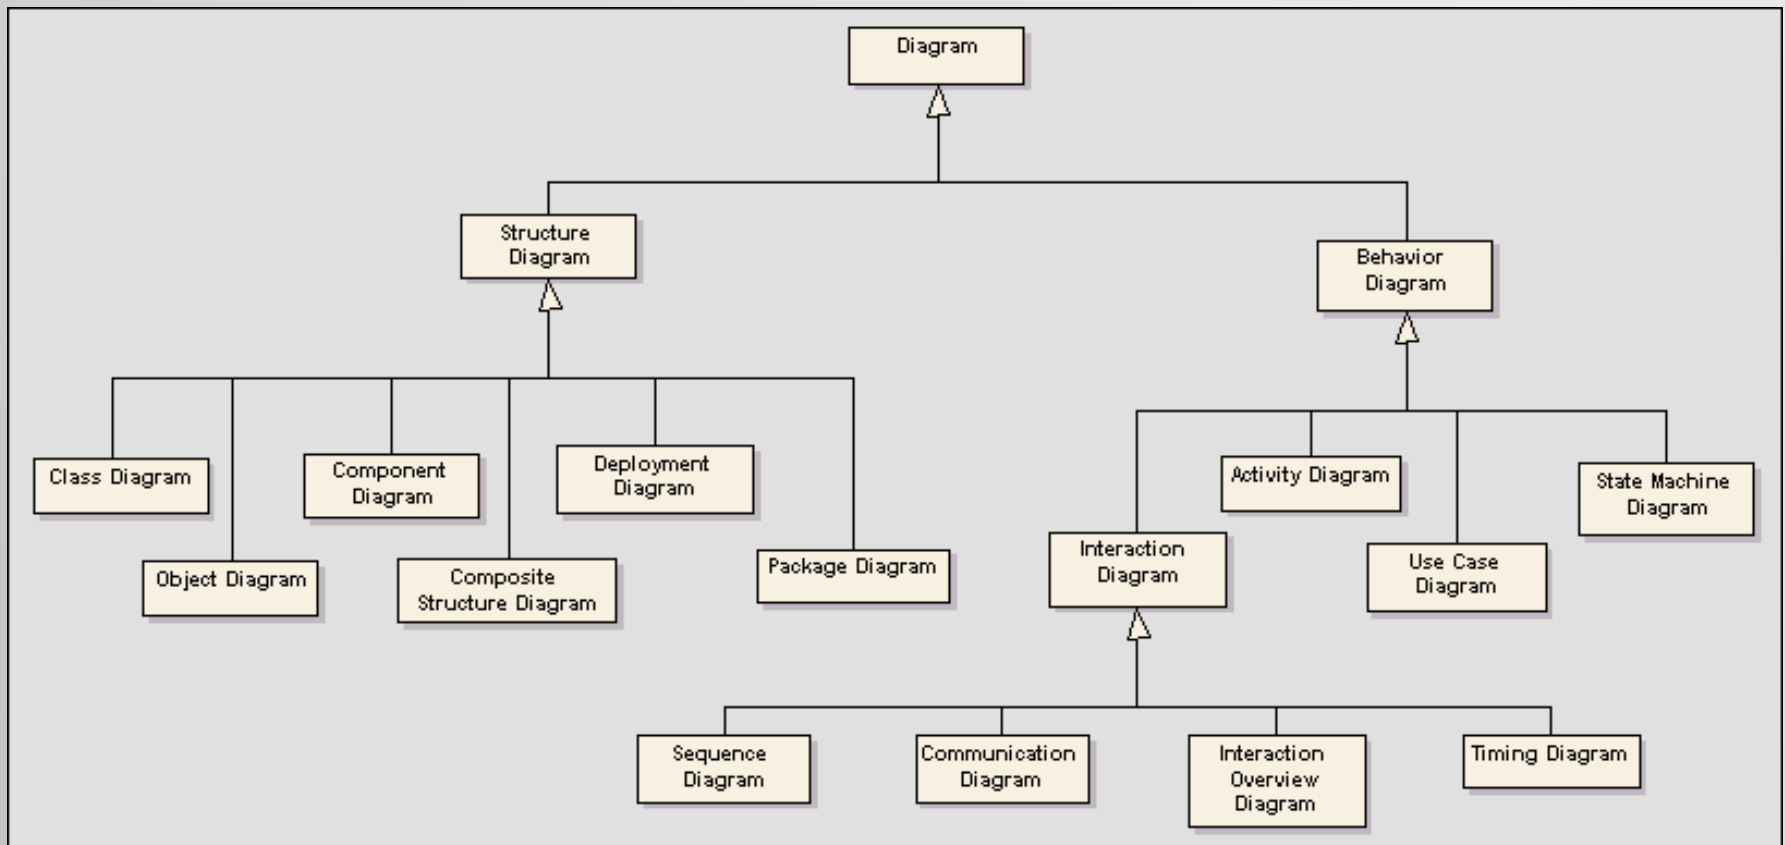 Diagram
Structure
Diagram
Behavior
Diagram
Class Diagram
Component
Diagram
Deployment
Diagram
Activity Diagram
State Machine
Diagram
Object Diagram
Composite
Structure Diagram
Package Diagram
Interaction
Diagram
Use Case
Diagram
Sequence
Diagram
Communication
Diagram
Interaction
Overview
Diagram
Timing Diagram